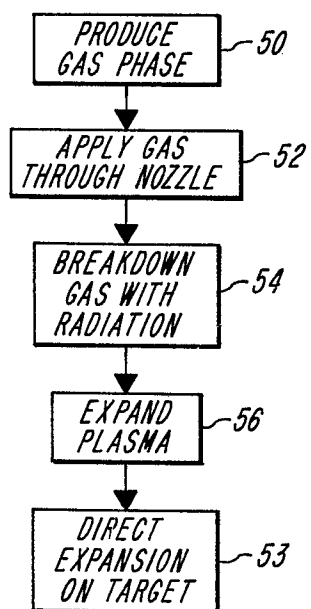 PRODUCE
GAS PHASE
50
APPLY GAS
THROUGH NOZZLE
52
BREAKDOWN
GAS WITH
RADIATION
54
EXPAND
PLASMA
56
DIRECT
EXPANSION
ON TARGET
53